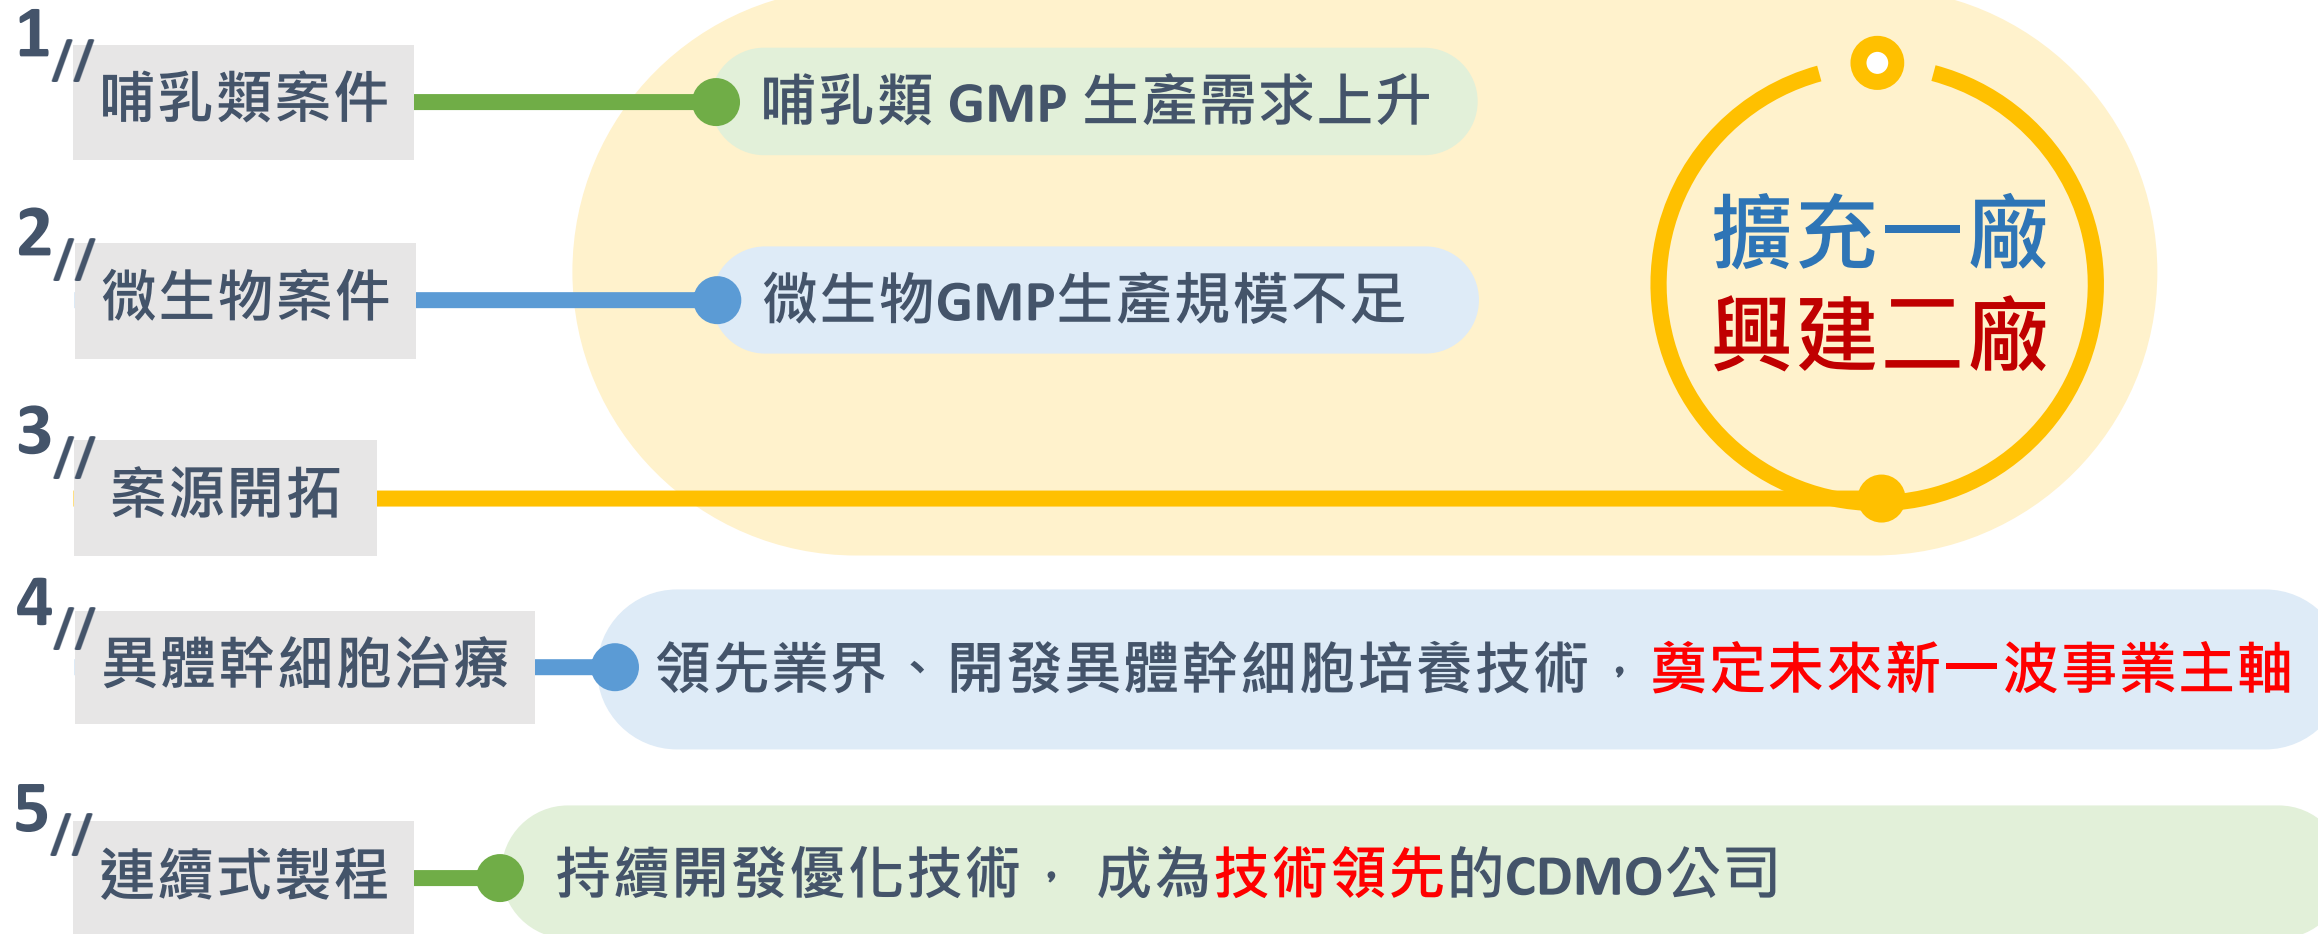 1//
哺乳類案件
哺乳類 GMP 生產需求上升
2//
微生物案件
微生物GMP生產規模不足
擴充一廠
興建二廠
3//
案源開拓
4//
異體幹細胞治療
領先業界、開發異體幹細胞培養技術，奠定未來新一波事業主軸
5//
連續式製程
持續開發優化技術， 成為技術領先的CDMO公司